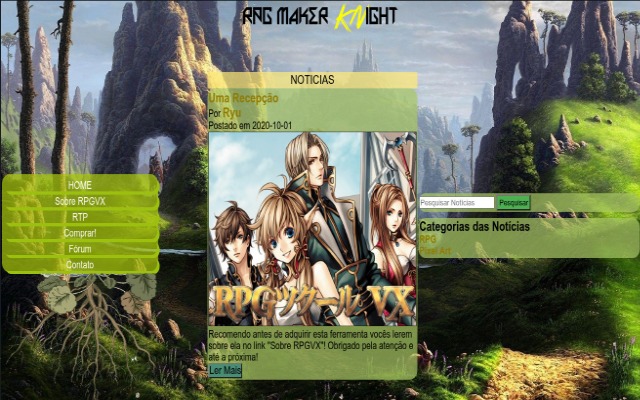 RPG MAKER KNIGHT
NOTICIAS
Uma Recepção
Por Ryu
Postado em 2020-10-01
RPGツクール VX
Recomendo antes de adquirir esta ferramenta vocês lerem
sobre ela no link "Sobre RPGVX"! Obrigado pela atenção e
até a próxima!
Ler Mais
HOME
Sobre RPGVX
RTP
Comprar!
Fórum
Contato
Pesquisar Noticias
Pesquisar
Categorias das Noticias
RPG
Pixel Art